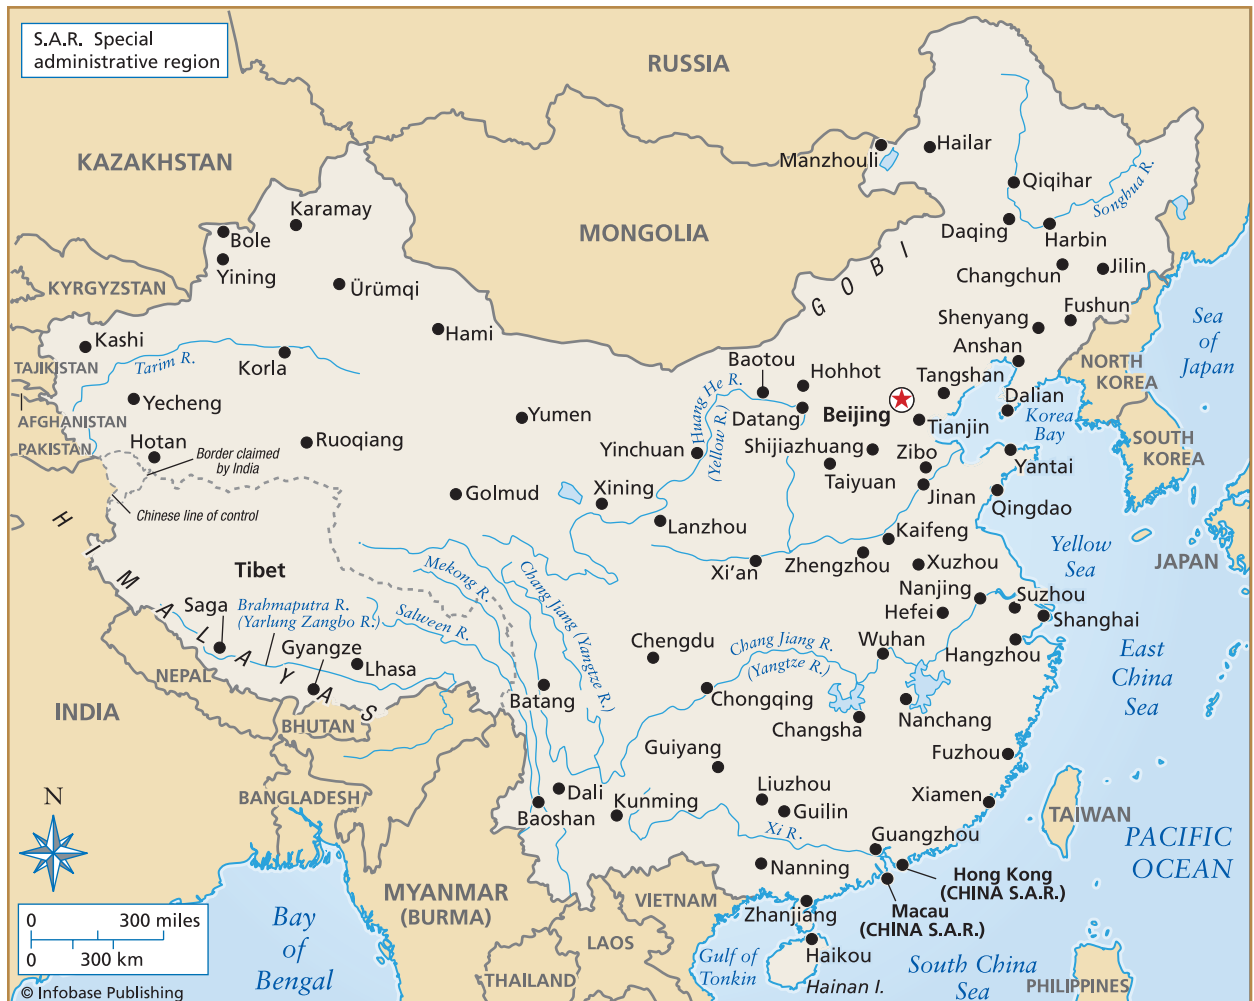 S.A.R. Special
administrative region
RUSSIA
KAZAKHSTAN
MONGOLIA
Manzhouli
Hailar
Qiqihar
Songhua R.
Daqing
Harbin
Karamay
Bole
Yining
Ürümqi
KYRGYZSTAN
GOBI
Changchun
Jilin
Fushun
Shenyang
Anshan
Sea
of
Japan
Kashi
Hami
TAJIKISTAN
Tarim R.
Korla
Baotou
Hohhot
Tangshan
NORTH
KOREA
Yecheng
Yumen
Huang He R.
(Yellow R.)
Datang
Beijing
Dalian
Korea
Bay
AFGHANISTAN
PAKISTAN
Hotan
Ruoqiang
Border claimed
by India
Yinchuan
Shijiazhuang
Tianjin
Zibo
Taiyuan
Yantai
SOUTH
KOREA
Golmud
Xining
Jinan
Qingdao
Chinese line of control
Lanzhou
Kaifeng
Yellow
Sea
JAPAN
HIMALAYAS
Tibet
Mekong R.
Chang Jiang (Yangtze R.)
Xi'an
Zhengzhou
Xuzhou
Nanjing
Suzhou
Saga
Brahmaputra R.
(Yarlung Zangbo R.)
Salween R.
Hefei
Shanghai
Gyangze
Lhasa
Chengdu
Chang Jiang R.
(Yangtze R.)
Wuhan
Hangzhou
East
China
Sea
NEPAL
Batang
Chongqing
Nanchang
Changsha
INDIA
BHUTAN
Guiyang
Fuzhou
N
BANGLADESH
Dali
Baoshan
Kunming
Liuzhou
Guilin
Xiamen
TAIWAN
Xi R.
Guangzhou
PACIFIC
OCEAN
MYANMAR
(BURMA)
VIETNAM
Nanning
Hong Kong
(CHINA S.A.R.)
Macau
(CHINA S.A.R.)
Zhanjiang
0 300 miles
0 300 km
Bay
of
Bengal
LAOS
Gulf of
Tonkin
Haikou
Hainan I.
South China
Sea
THAILAND
PHILIPPINES
© Infobase Publishing